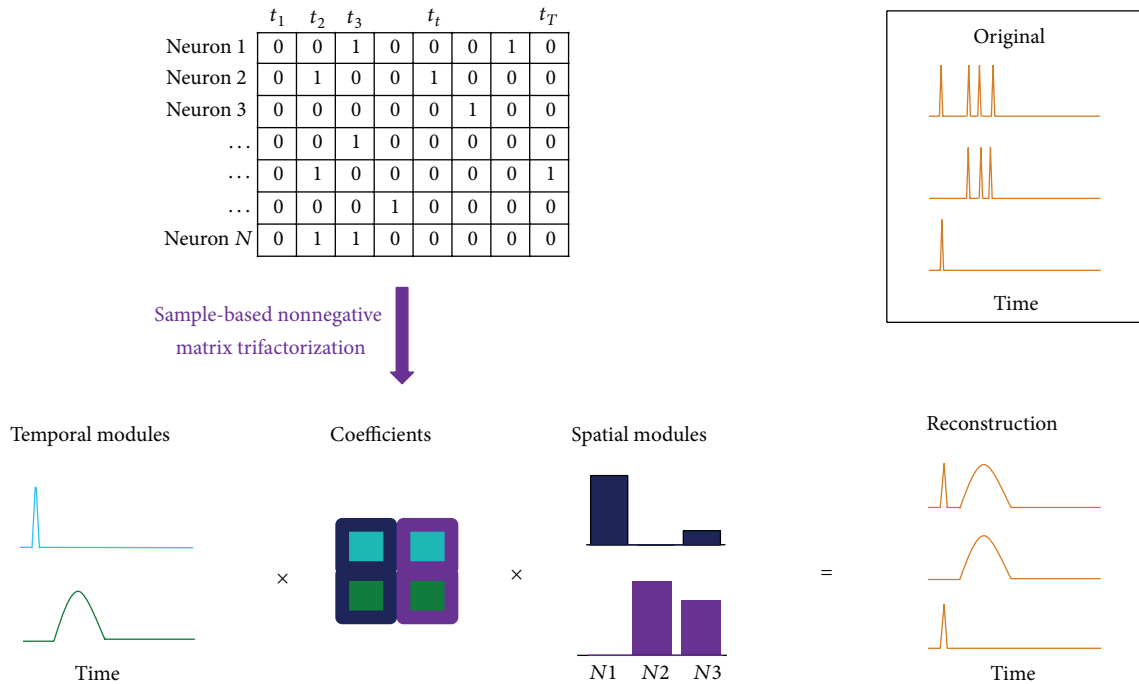 t₁ t₂ t₃ tₜ t_T
Neuron 1 0 0 1 0 0 0 1 0
Neuron 2 0 1 0 0 1 0 0 0
Neuron 3 0 0 0 0 0 1 0 0
... 0 0 1 0 0 0 0 0
... 0 1 0 0 0 0 0 1
... 0 0 0 1 0 0 0 0
Neuron N 0 1 1 0 0 0 0 0
Original
Time
Sample-based nonnegative
matrix trifactorization
Temporal modules
Time
×
Coefficients
×
Spatial modules
N1 N2 N3
=
Reconstruction
Time